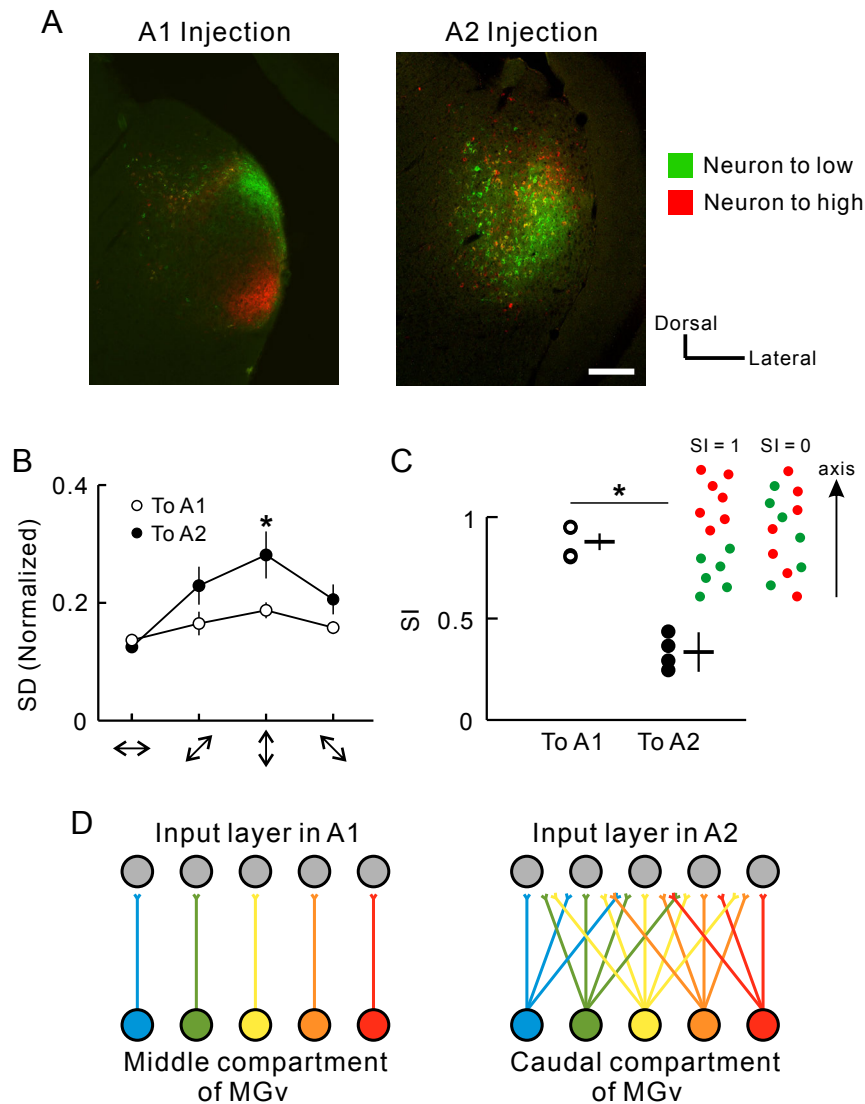 A
A1 Injection
A2 Injection
Neuron to low
Neuron to high
Dorsal
Lateral
B
SD (Normalized)
0.4
0.2
0
To A1
To A2
*
C
SI
1
0.5
0
*
To A1
To A2
SI = 1
SI = 0
axis
D
Input layer in A1
Middle compartment
of MGv
Input layer in A2
Caudal compartment
of MGv